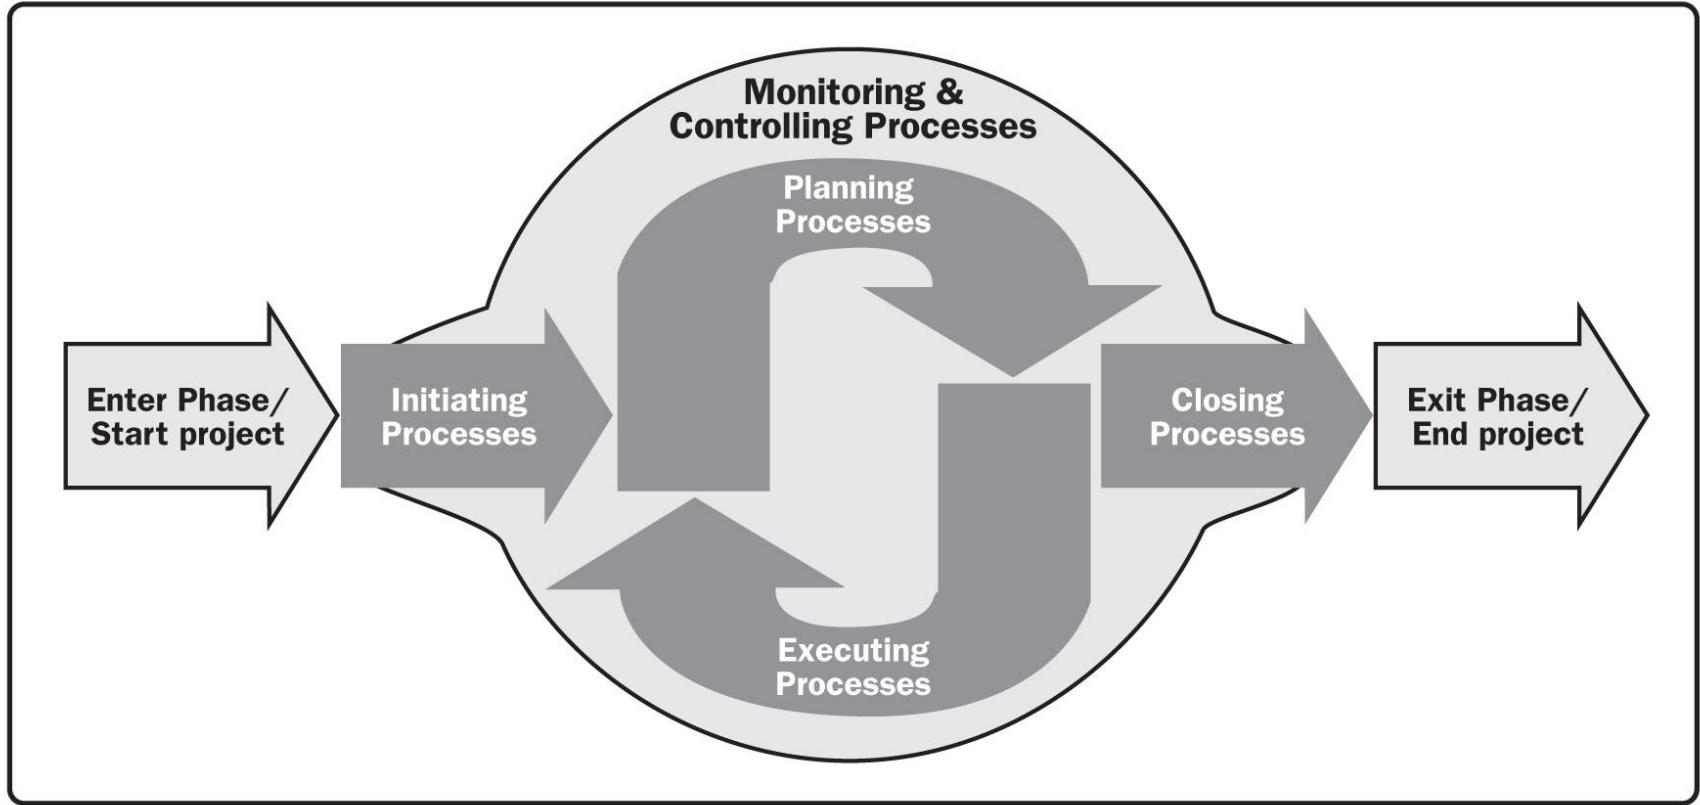 Monitoring &
Controlling Processes
Planning
Processes
Enter Phase/
Start project
Initiating
Processes
Closing
Processes
Exit Phase/
End project
Executing
Processes